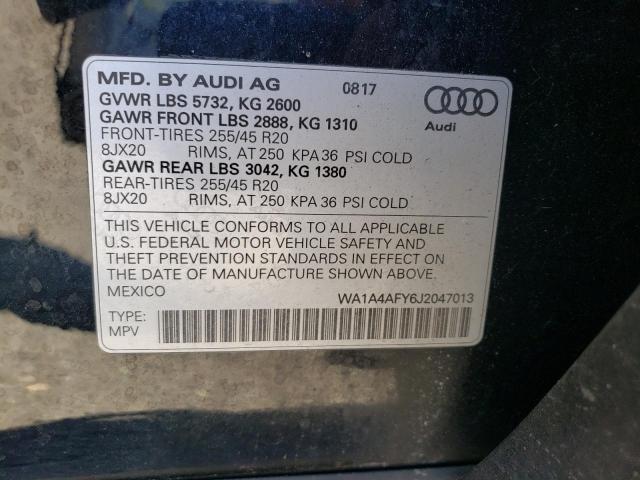 MFD. BY AUDI AG 0817
GVWR LBS 5732, KG 2600
GAWR FRONT LBS 2888, KG 1310
FRONT-TIRES 255/45 R20
8JX20 RIMS, AT 250 KPA 36 PSI COLD
GAWR REAR LBS 3042, KG 1380
REAR-TIRES 255/45 R20
8JX20 RIMS, AT 250 KPA 36 PSI COLD
Audi
THIS VEHICLE CONFORMS TO ALL APPLICABLE
U.S. FEDERAL MOTOR VEHICLE SAFETY AND
THEFT PREVENTION STANDARDS IN EFFECT ON
THE DATE OF MANUFACTURE SHOWN ABOVE.
MEXICO WA1A4AFY6J2047013
TYPE:
MPV